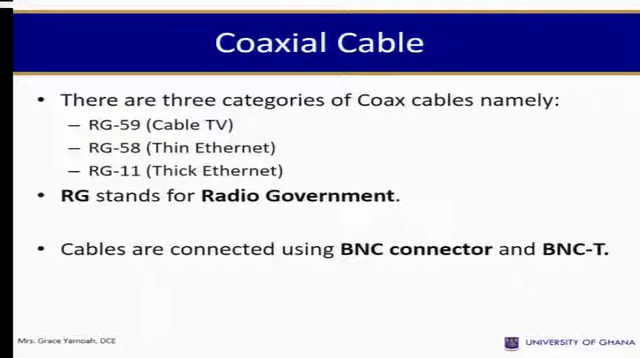 Coaxial Cable
• There are three categories of Coax cables namely:
– RG-59 (Cable TV)
– RG-58 (Thin Ethernet)
– RG-11 (Thick Ethernet)
• RG stands for Radio Government.
• Cables are connected using BNC connector and BNC-T.
Mrs. Grace Yamoah, DCE
UNIVERSITY OF GHANA